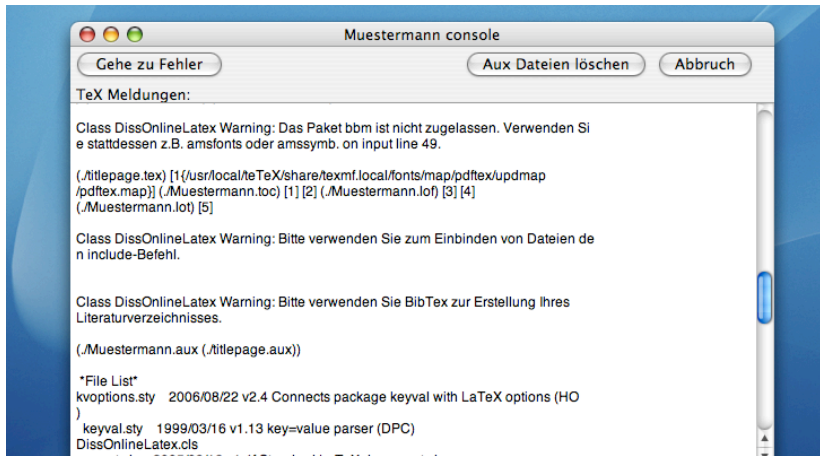 Muestermann console
Gehe zu Fehler
Aux Dateien löschen
Abbruch
TeX Meldungen:
Class DissOnlineLatex Warning: Das Paket bbm ist nicht zugelassen. Verwenden Si
e stattdessen z.B. amsfonts oder amssymb. on input line 49.
(./titlepage.tex) [1{/usr/local/teTeX/share/texmf.local/fonts/map/pdftex/updmap
/pdftex.map}] (./Muestermann.toc) [1] [2] (./Muestermann.lof) [3] [4]
(./Muestermann.lot) [5]
Class DissOnlineLatex Warning: Bitte verwenden Sie zum Einbinden von Dateien de
n include-Befehl.
Class DissOnlineLatex Warning: Bitte verwenden Sie BibTex zur Erstellung Ihres
Literaturverzeichnisses.
(./Muestermann.aux (./titlepage.aux))
*File List*
kvoptions.sty 2006/08/22 v2.4 Connects package keyval with LaTeX options (HO
)
keyval.sty 1999/03/16 v1.13 key=value parser (DPC)
DissOnlineLatex.cls